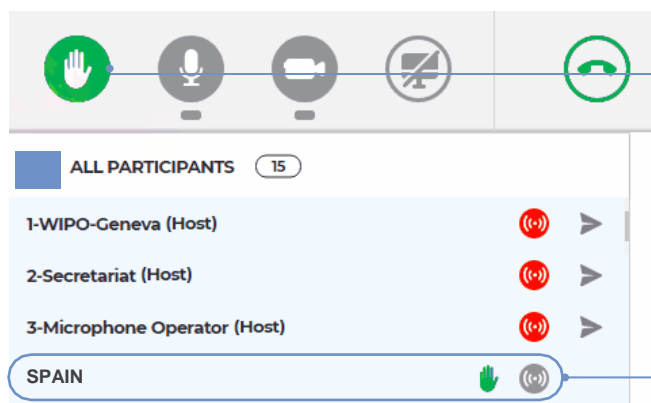 ALL PARTICIPANTS 15
1-WIPO-Geneva (Host)
2-Secretariat (Host)
3-Microphone Operator (Host)
SPAIN